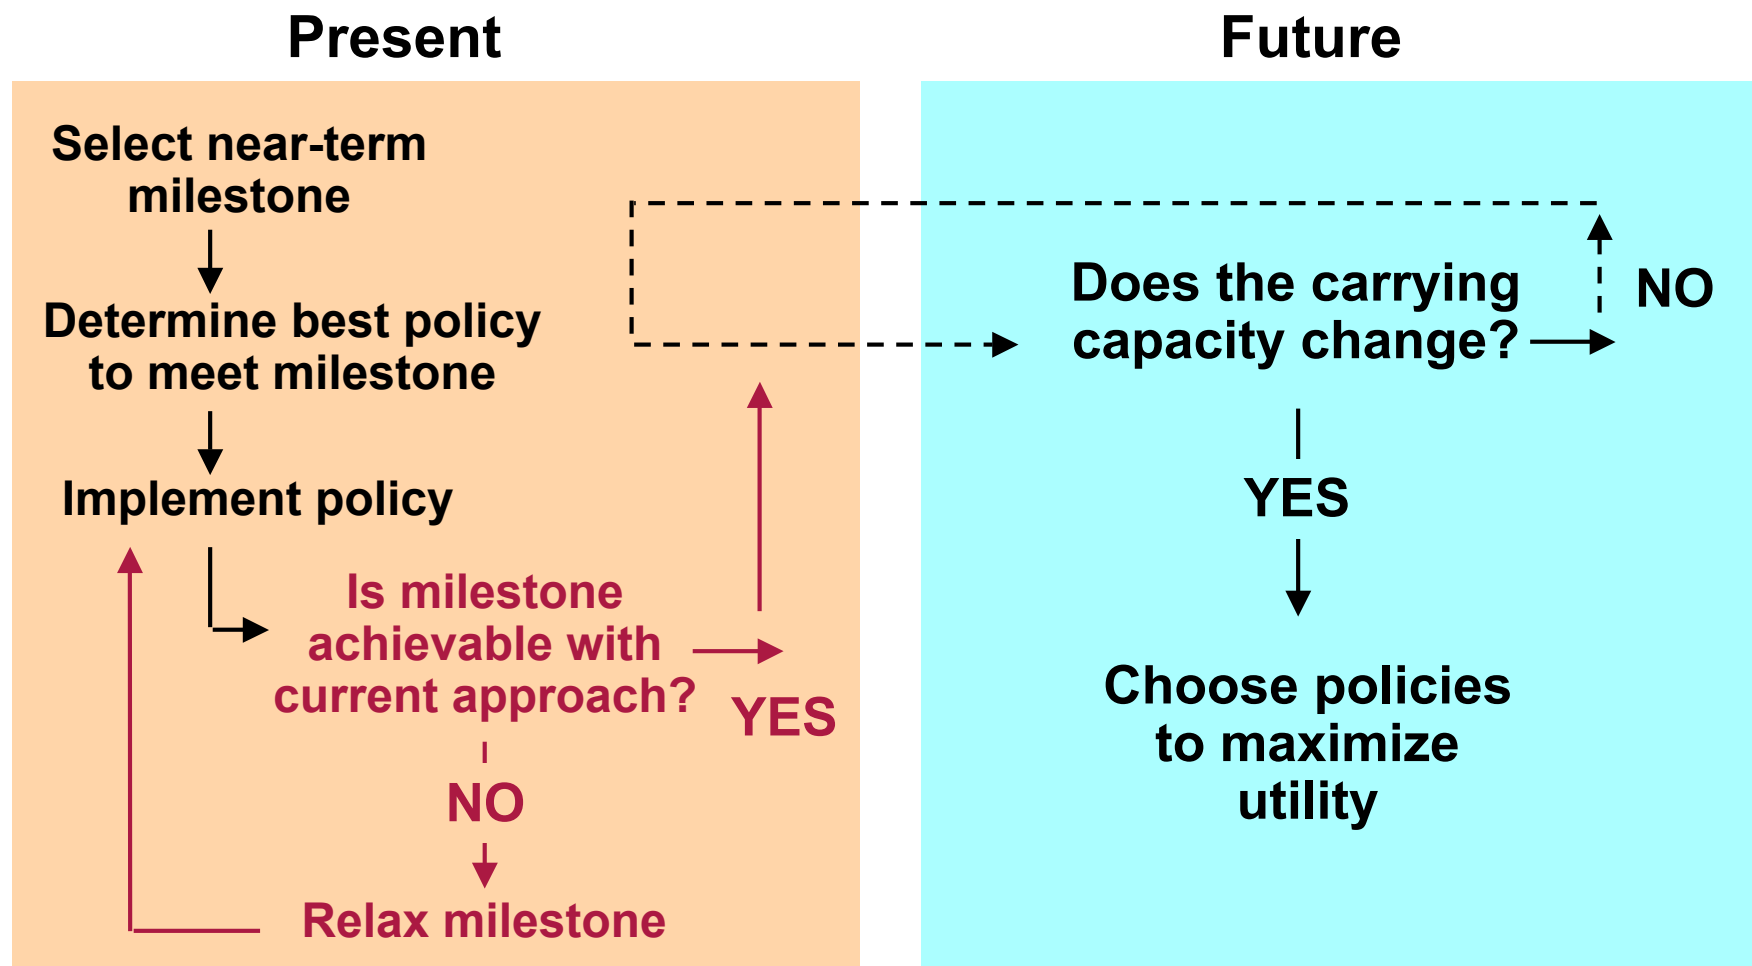 Present
Select near-term
milestone
Determine best policy
to meet milestone
Implement policy
Is milestone
achievable with
current approach?
YES
NO
Relax milestone
Future
Does the carrying
capacity change?
NO
YES
Choose policies
to maximize
utility